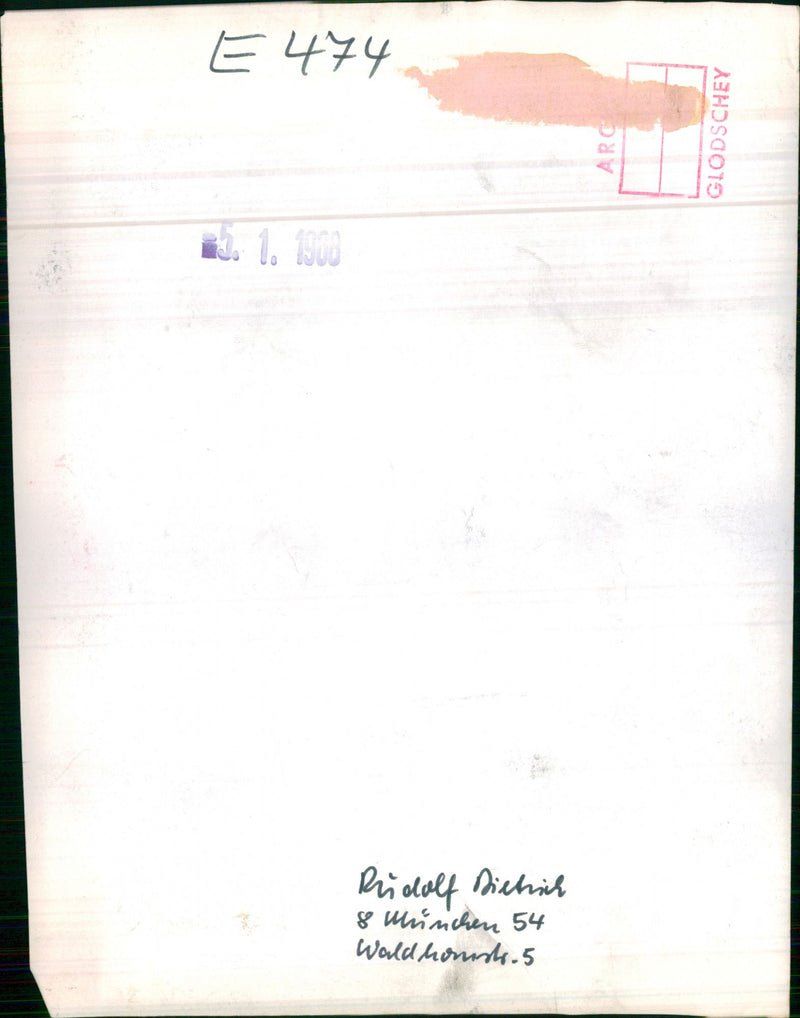 E 474
ARC
GLODSCHEY
5. 1. 1968
Rudolf Dietrich
8 München 54
Waldhornstr. 5